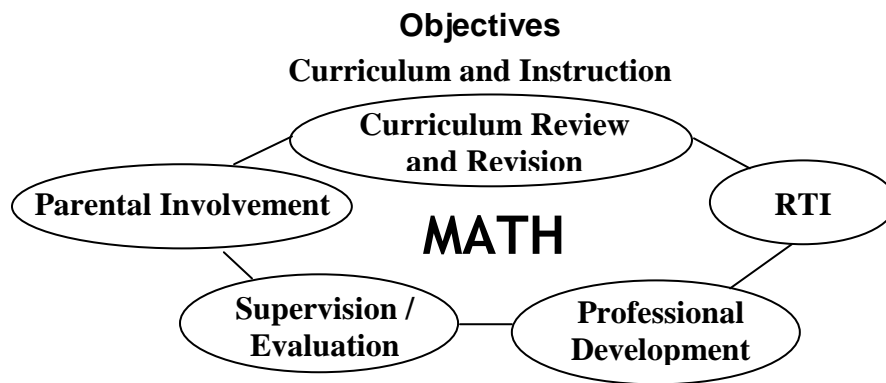 Objectives
Curriculum and Instruction
Curriculum Review
and Revision
Parental Involvement
RTI
MATH
Supervision /
Evaluation
Professional
Development